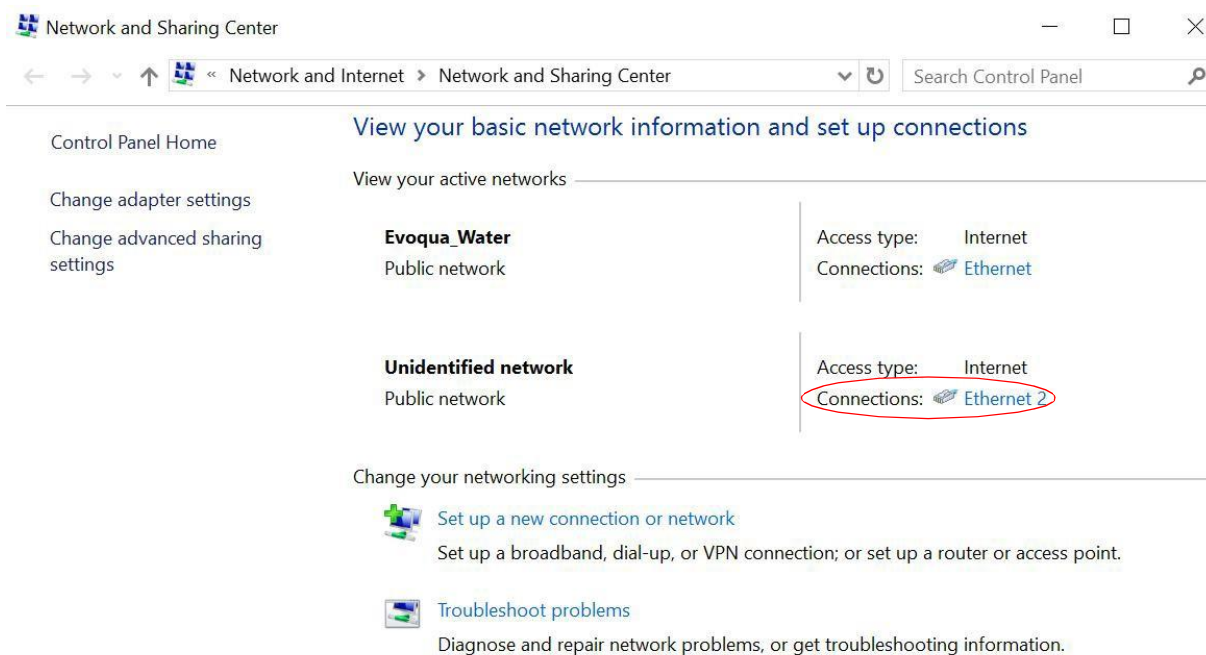 Network and Sharing Center
« Network and Internet > Network and Sharing Center
Search Control Panel
Control Panel Home
Change adapter settings
Change advanced sharing
settings
View your basic network information and set up connections
View your active networks
Evoqua_Water
Public network
Access type: Internet
Connections: Ethernet
Unidentified network
Public network
Access type: Internet
Connections: Ethernet 2
Change your networking settings
Set up a new connection or network
Set up a broadband, dial-up, or VPN connection; or set up a router or access point.
Troubleshoot problems
Diagnose and repair network problems, or get troubleshooting information.